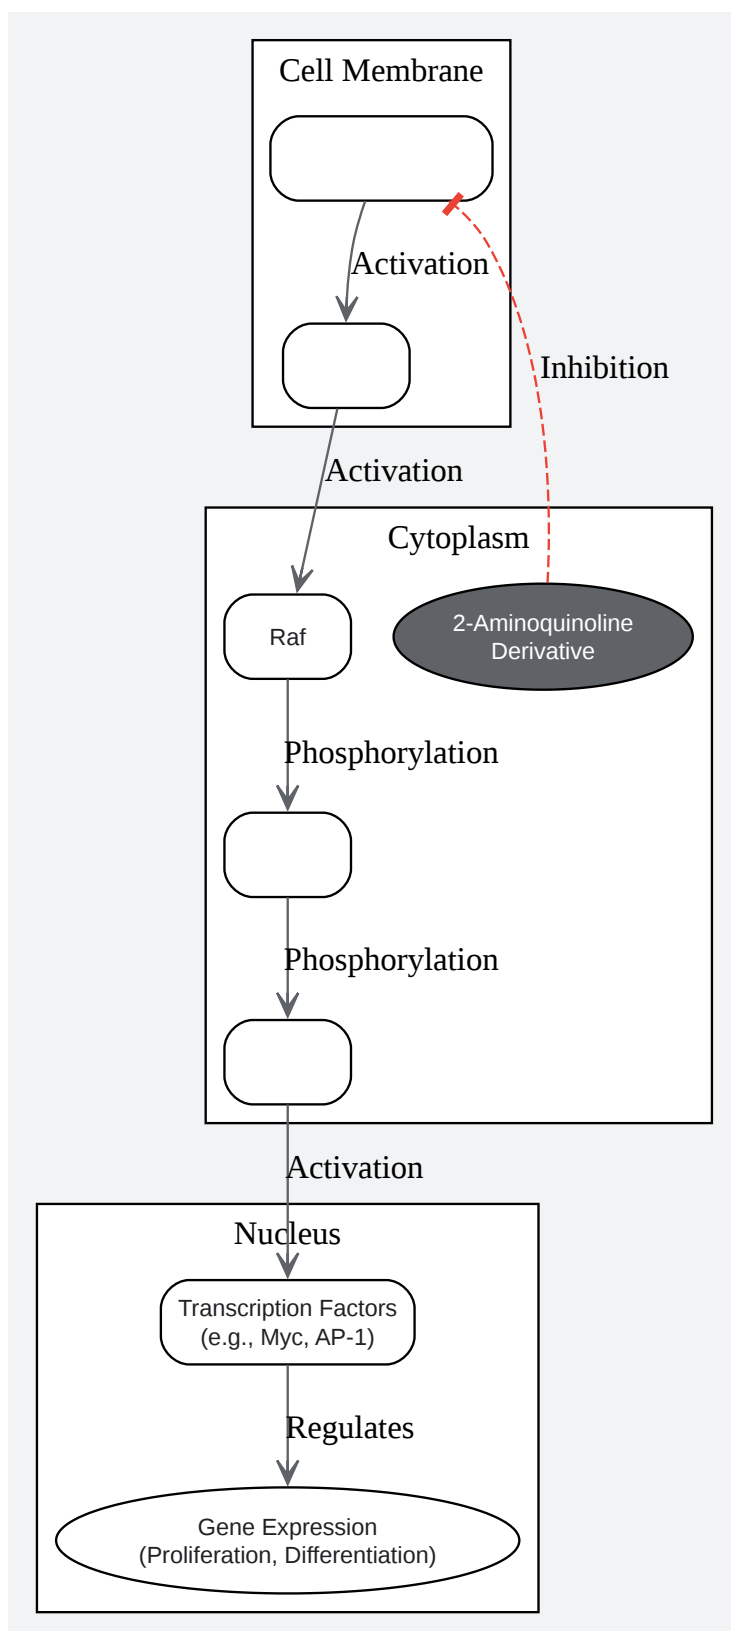 Cell Membrane
Activation
Inhibition
Activation
Cytoplasm
Raf
2-Aminoquinoline
Derivative
Phosphorylation
Phosphorylation
Activation
Nucleus
Transcription Factors
(e.g., Myc, AP-1)
Regulates
Gene Expression
(Proliferation, Differentiation)